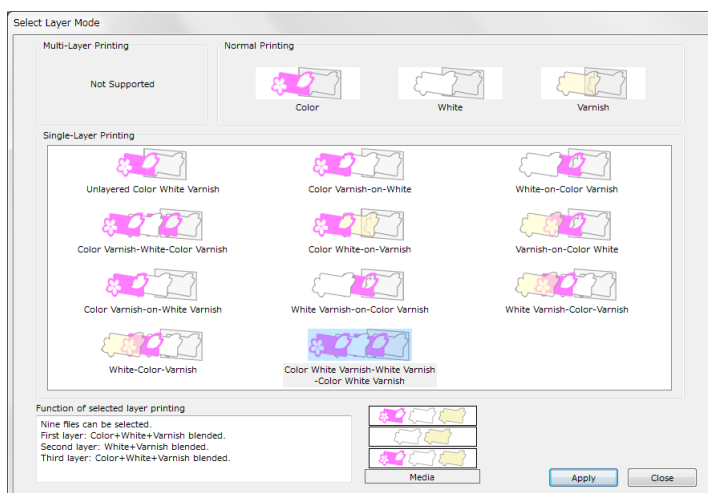 Select Layer Mode
Multi-Layer Printing
Not Supported
Normal Printing
Color
White
Varnish
Single-Layer Printing
Unlayered Color White Varnish
Color Varnish-on-White
White-on-Color Varnish
Color Varnish-White-Color Varnish
Color White-on-Varnish
Varnish-on-Color White
Color Varnish-on-White Varnish
White Varnish-on-Color Varnish
White Varnish-Color-Varnish
White-Color-Varnish
Color White Varnish-White Varnish
-Color White Varnish
Function of selected layer printing
Nine files can be selected.
First layer: Color+White+Varnish blended.
Second layer: White+Varnish blended.
Third layer: Color+White+Varnish blended.
Media
Apply
Close